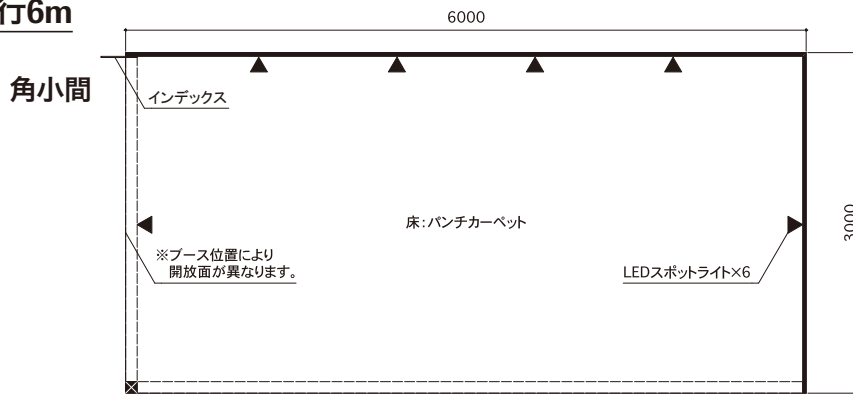 行6m
6000
角小間
インデックス
床：パンチカーペット
3000
※ブース位置により
開放面が異なります。
LEDスポットライト×6